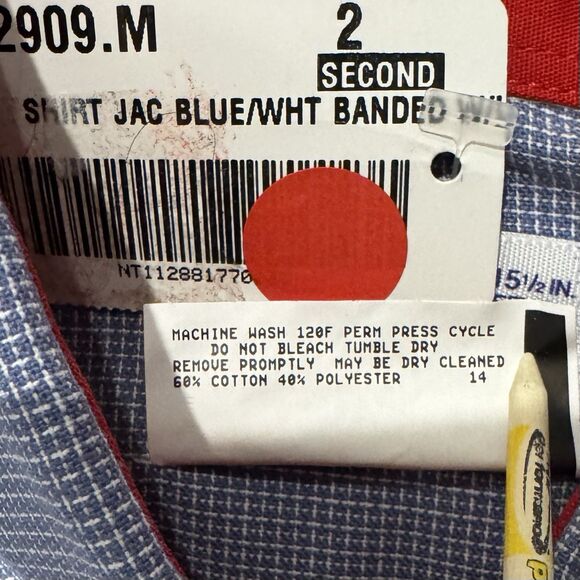 2909.M 2
SECOND
SHIRT JAC BLUE/WHT BANDED
NT112881770
15½ IN
MACHINE WASH 120F PERM PRESS CYCLE
DO NOT BLEACH TUMBLE DRY
REMOVE PROMPTLY MAY BE DRY CLEANED
60% COTTON 40% POLYESTER 14